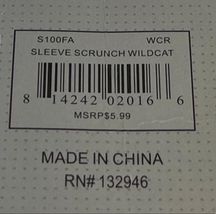 S100FA WCR
SLEEVE SCRUNCH WILDCAT
8 14242 02016 6
MSRP$5.99
MADE IN CHINA
RN# 132946